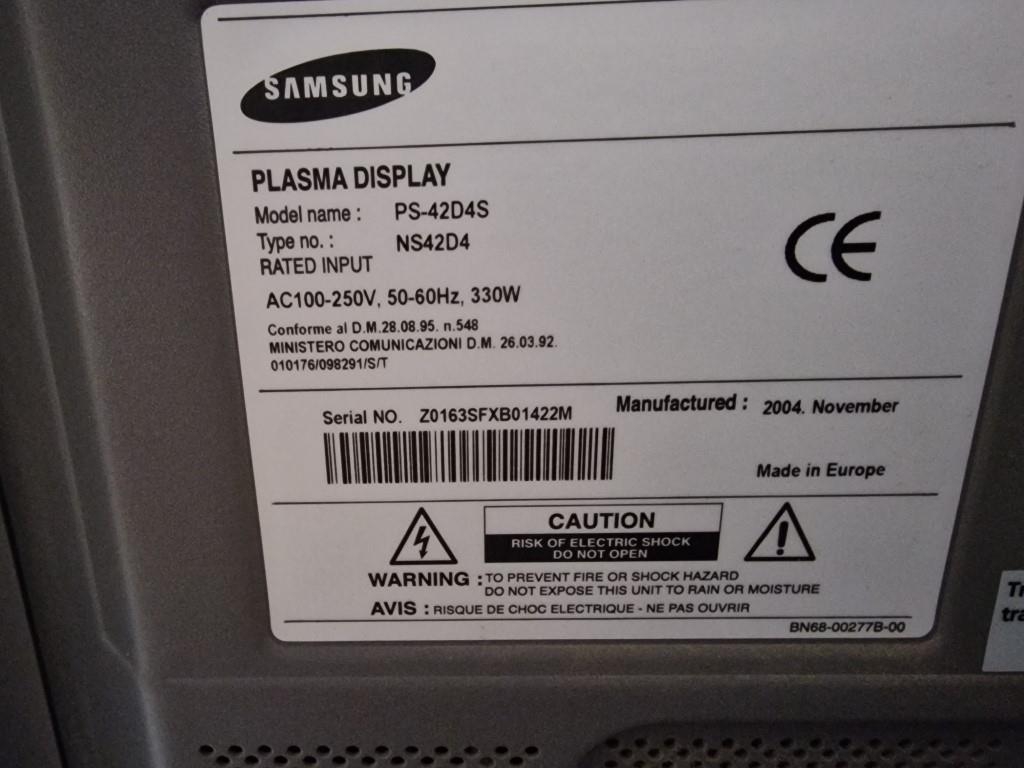 SAMSUNG
PLASMA DISPLAY
Model name : PS-42D4S
Type no. : NS42D4
RATED INPUT
AC100-250V, 50-60Hz, 330W
Conforme al D.M.28.08.95. n.548
MINISTERO COMUNICAZIONI D.M. 26.03.92.
010176/098291/S/T
CE
Serial NO. Z0163SFXB01422M
Manufactured : 2004. November
Made in Europe
CAUTION
RISK OF ELECTRIC SHOCK
DO NOT OPEN
WARNING : TO PREVENT FIRE OR SHOCK HAZARD
DO NOT EXPOSE THIS UNIT TO RAIN OR MOISTURE
AVIS : RISQUE DE CHOC ELECTRIQUE - NE PAS OUVRIR
BN68-00277B-00